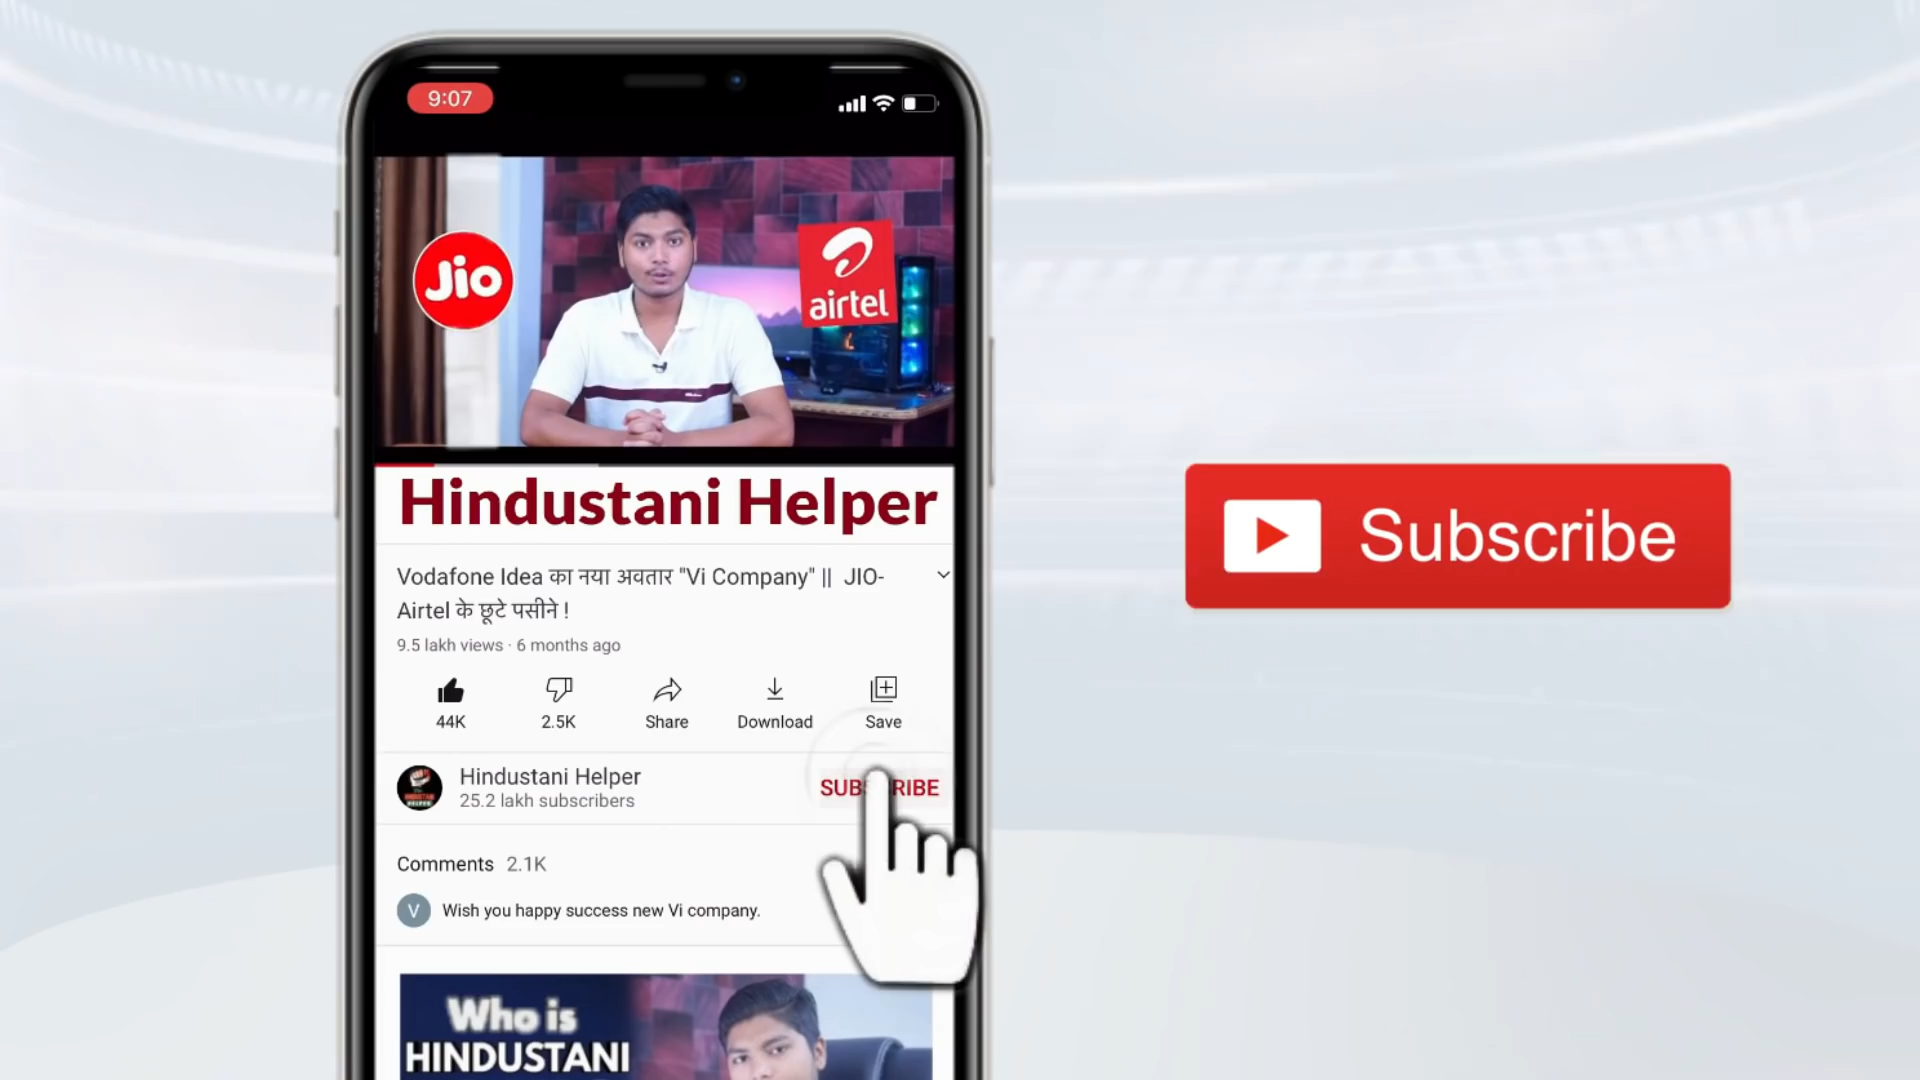 9:07
Jio
airtel
Hindustani Helper
Vodafone Idea का नया अवतार "Vi Company" || JIO-
Airtel के छूटे पसीने !
9.5 lakh views · 6 months ago
44K
2.5K
Share
Download
Save
Hindustani Helper
25.2 lakh subscribers
Comments 2.1K
V
Wish you happy success new Vi company.
Who is
HINDUSTANI
Subscribe